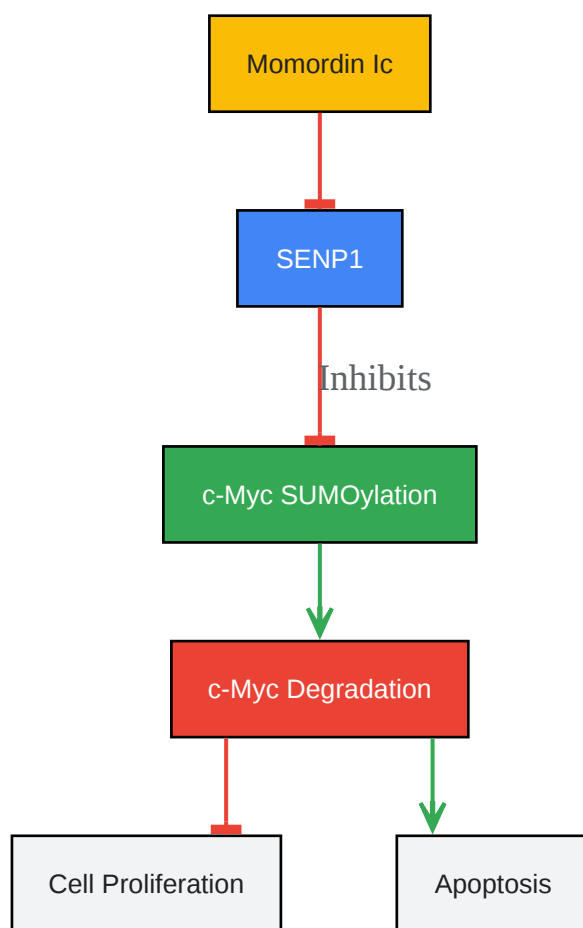 Momordin Ic
SENP1
Inhibits
c-Myc SUMOylation
c-Myc Degradation
Cell Proliferation
Apoptosis